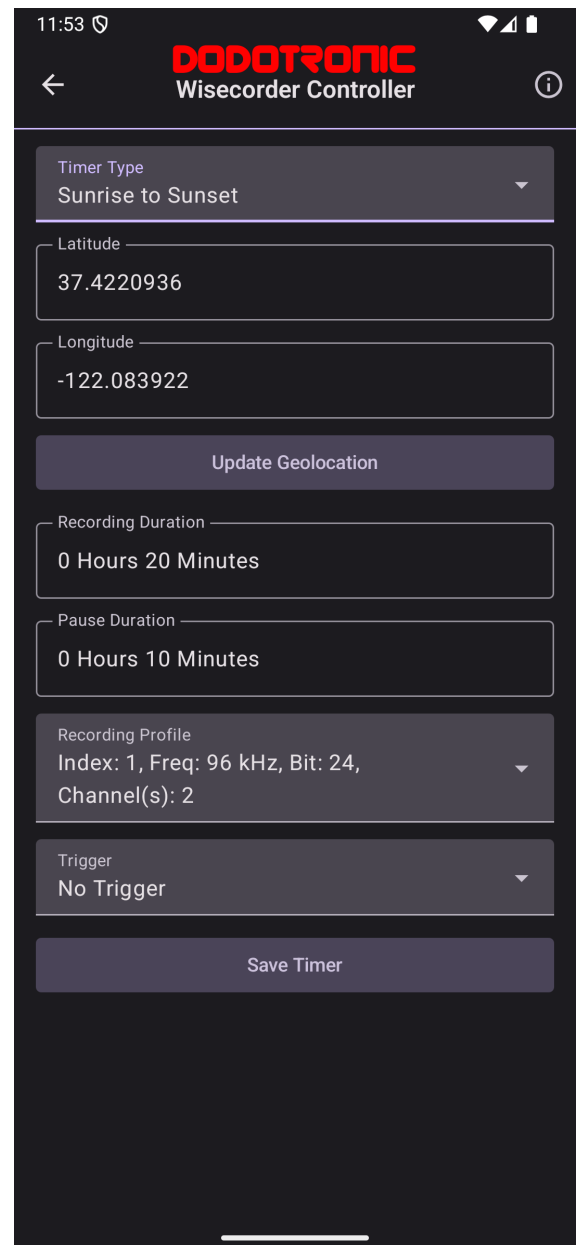 11:53
DODOTRONIC
Wisecorder Controller
Timer Type
Sunrise to Sunset
Latitude
37.4220936
Longitude
-122.083922
Update Geolocation
Recording Duration
0 Hours 20 Minutes
Pause Duration
0 Hours 10 Minutes
Recording Profile
Index: 1, Freq: 96 kHz, Bit: 24,
Channel(s): 2
Trigger
No Trigger
Save Timer